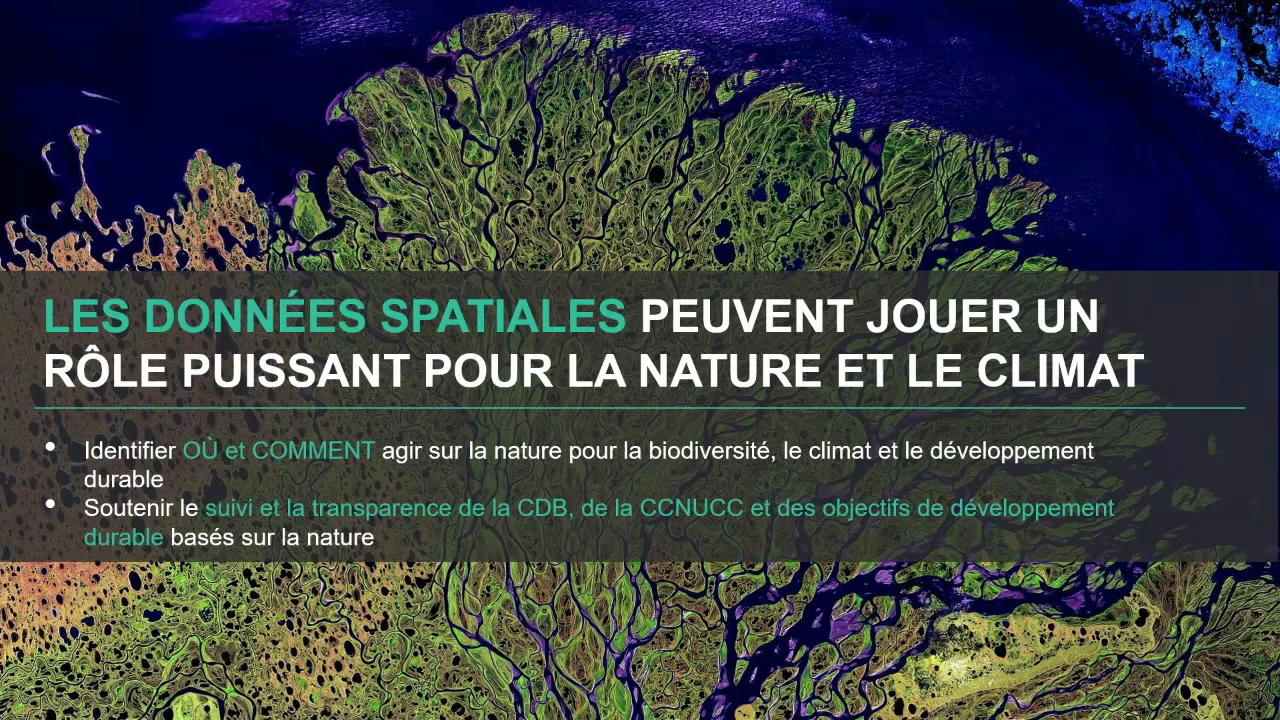 LES DONNÉES SPATIALES PEUVENT JOUER UN
RÔLE PUISSANT POUR LA NATURE ET LE CLIMAT
• Identifier OÙ et COMMENT agir sur la nature pour la biodiversité, le climat et le développement
durable
• Soutenir le suivi et la transparence de la CDB, de la CCNUCC et des objectifs de développement
durable basés sur la nature